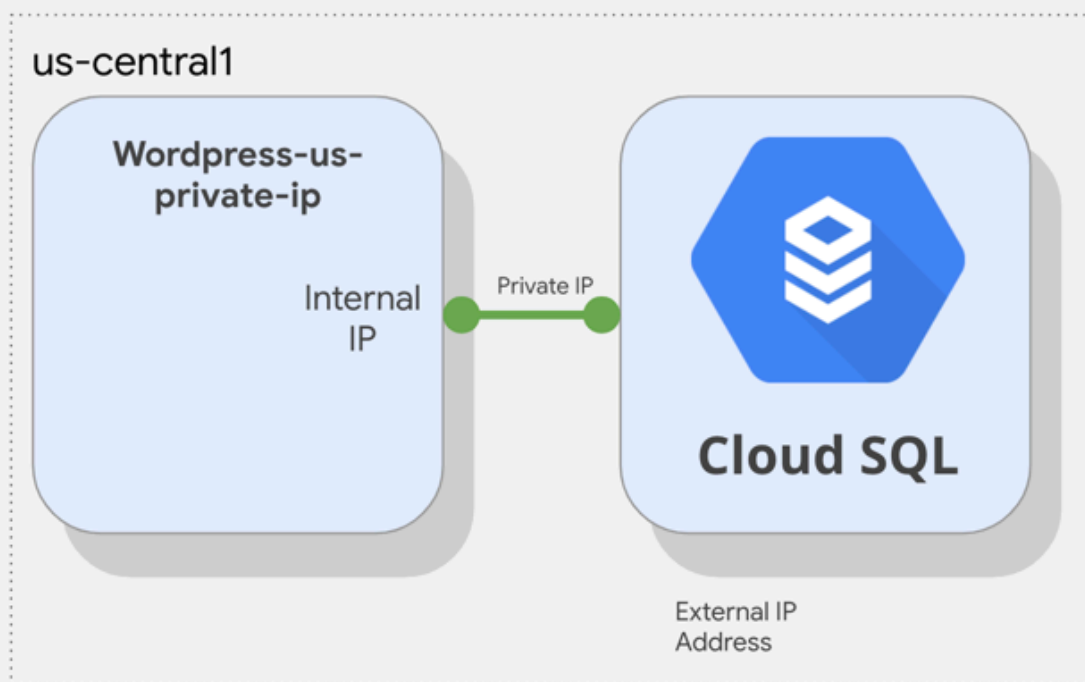 us-central1
Wordpress-us-
private-ip
Internal
IP
Private IP
Cloud SQL
External IP
Address